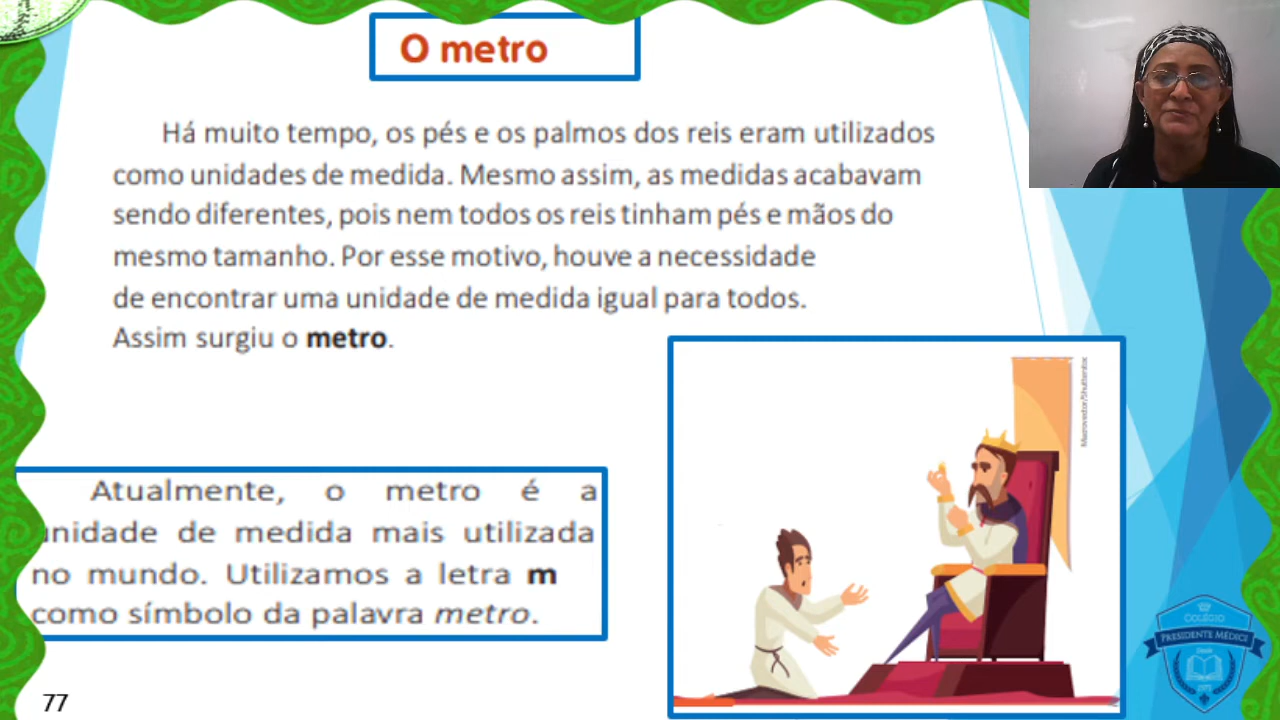 O metro
Há muito tempo, os pés e os palmos dos reis eram utilizados
como unidades de medida. Mesmo assim, as medidas acabavam
sendo diferentes, pois nem todos os reis tinham pés e mãos do
mesmo tamanho. Por esse motivo, houve a necessidade
de encontrar uma unidade de medida igual para todos.
Assim surgiu o metro.
Macrovector/Shutterstock
Atualmente, o metro é a
unidade de medida mais utilizada
no mundo. Utilizamos a letra m
como símbolo da palavra metro.
COLÉGIO
PRESIDENTE MÉDICI
77